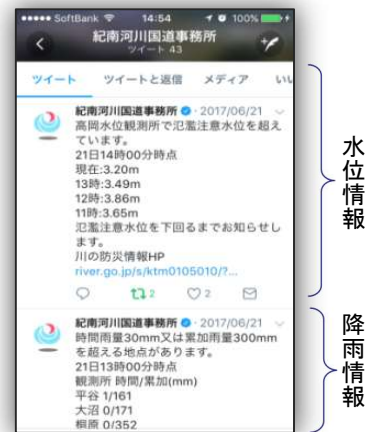 SoftBank 14:54 100%
紀南河川国道事務所
ツイート 43
ツイート ツイートと返信 メディア いい
紀南河川国道事務所 · 2017/06/21
高岡水位観測所で氾濫注意水位を超え
ています。
21日14時00分時点
現在:3.20m
13時:3.49m
12時:3.86m
11時:3.65m
氾濫注意水位を下回るまでお知らせし
ます。
川の防災情報HP
river.go.jp/s/ktm0105010/?...
2 2
紀南河川国道事務所 · 2017/06/21
時間雨量30mm又は累加雨量300mm
を超える地点があります。
21日13時00分時点
観測所 時間/累加(mm)
平谷 1/161
大沼 0/171
相原 0/352
水位情報
降雨情報